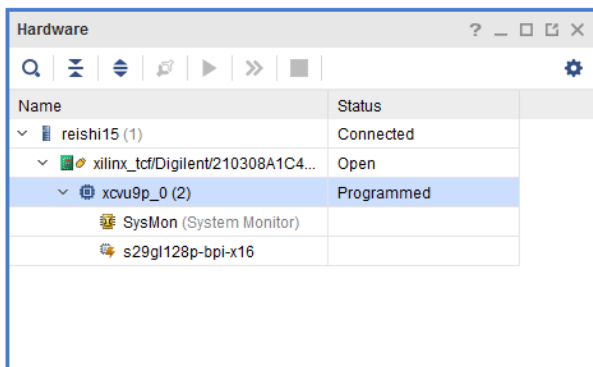 Hardware
Name Status
reishi15 (1) Connected
xilinx_tcf/Digilent/210308A1C4... Open
xcvu9p_0 (2) Programmed
SysMon (System Monitor)
s29gl128p-bpi-x16